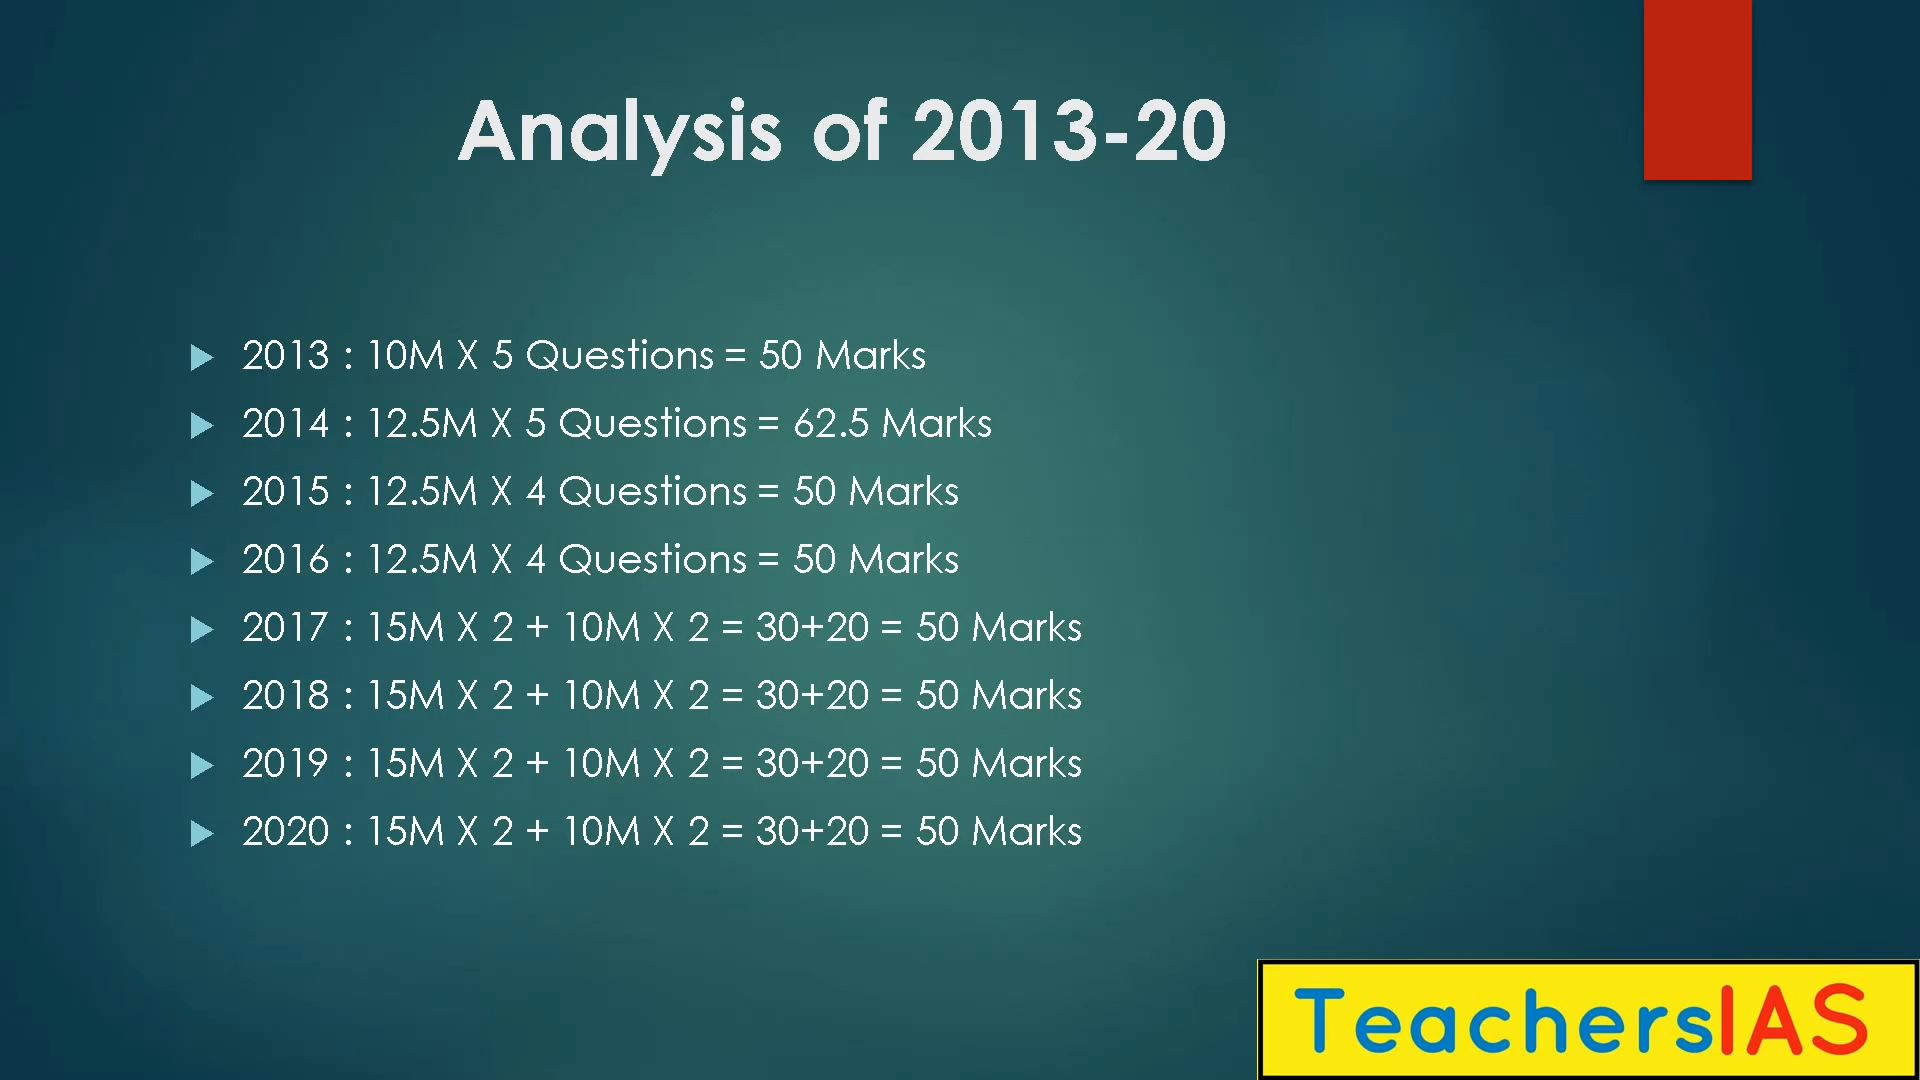 Analysis of 2013-20
2013 : 10M X 5 Questions = 50 Marks
2014 : 12.5M X 5 Questions = 62.5 Marks
2015 : 12.5M X 4 Questions = 50 Marks
2016 : 12.5M X 4 Questions = 50 Marks
2017 : 15M X 2 + 10M X 2 = 30+20 = 50 Marks
2018 : 15M X 2 + 10M X 2 = 30+20 = 50 Marks
2019 : 15M X 2 + 10M X 2 = 30+20 = 50 Marks
2020 : 15M X 2 + 10M X 2 = 30+20 = 50 Marks
TeachersIAS